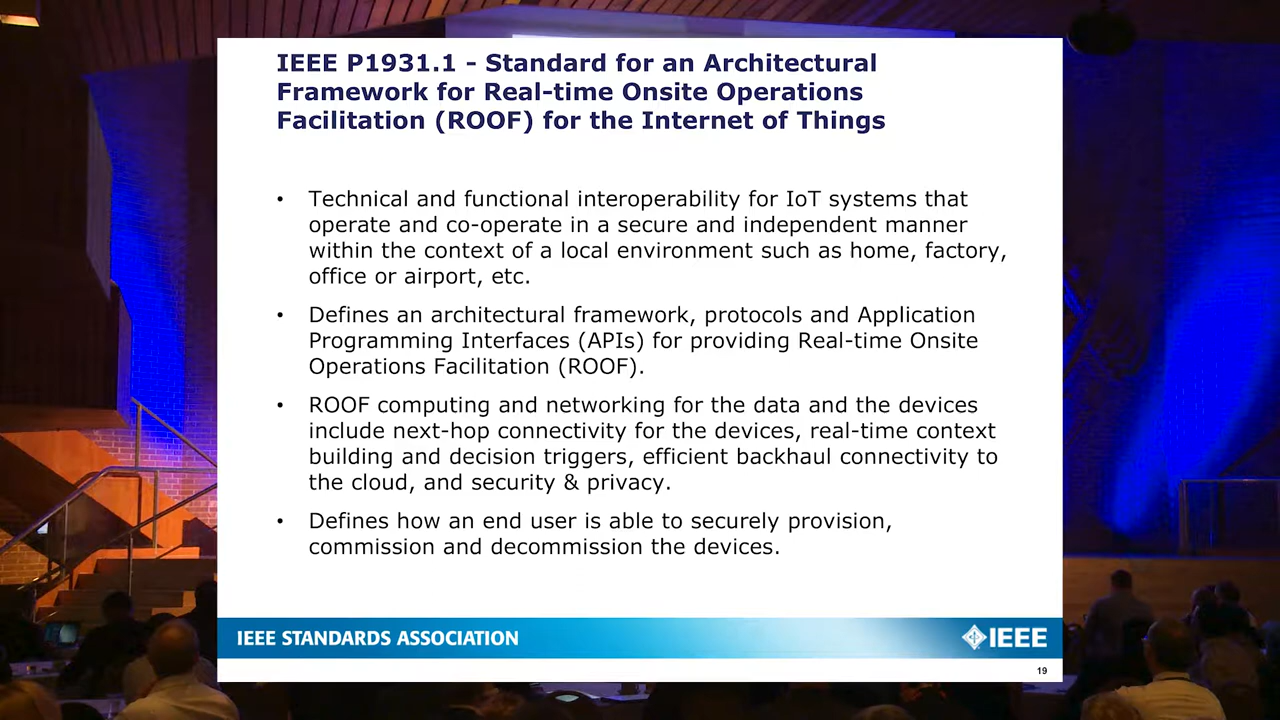 IEEE P1931.1 - Standard for an Architectural
Framework for Real-time Onsite Operations
Facilitation (ROOF) for the Internet of Things
• Technical and functional interoperability for IoT systems that
operate and co-operate in a secure and independent manner
within the context of a local environment such as home, factory,
office or airport, etc.
• Defines an architectural framework, protocols and Application
Programming Interfaces (APIs) for providing Real-time Onsite
Operations Facilitation (ROOF).
• ROOF computing and networking for the data and the devices
include next-hop connectivity for the devices, real-time context
building and decision triggers, efficient backhaul connectivity to
the cloud, and security & privacy.
• Defines how an end user is able to securely provision,
commission and decommission the devices.
IEEE STANDARDS ASSOCIATION
IEEE
19